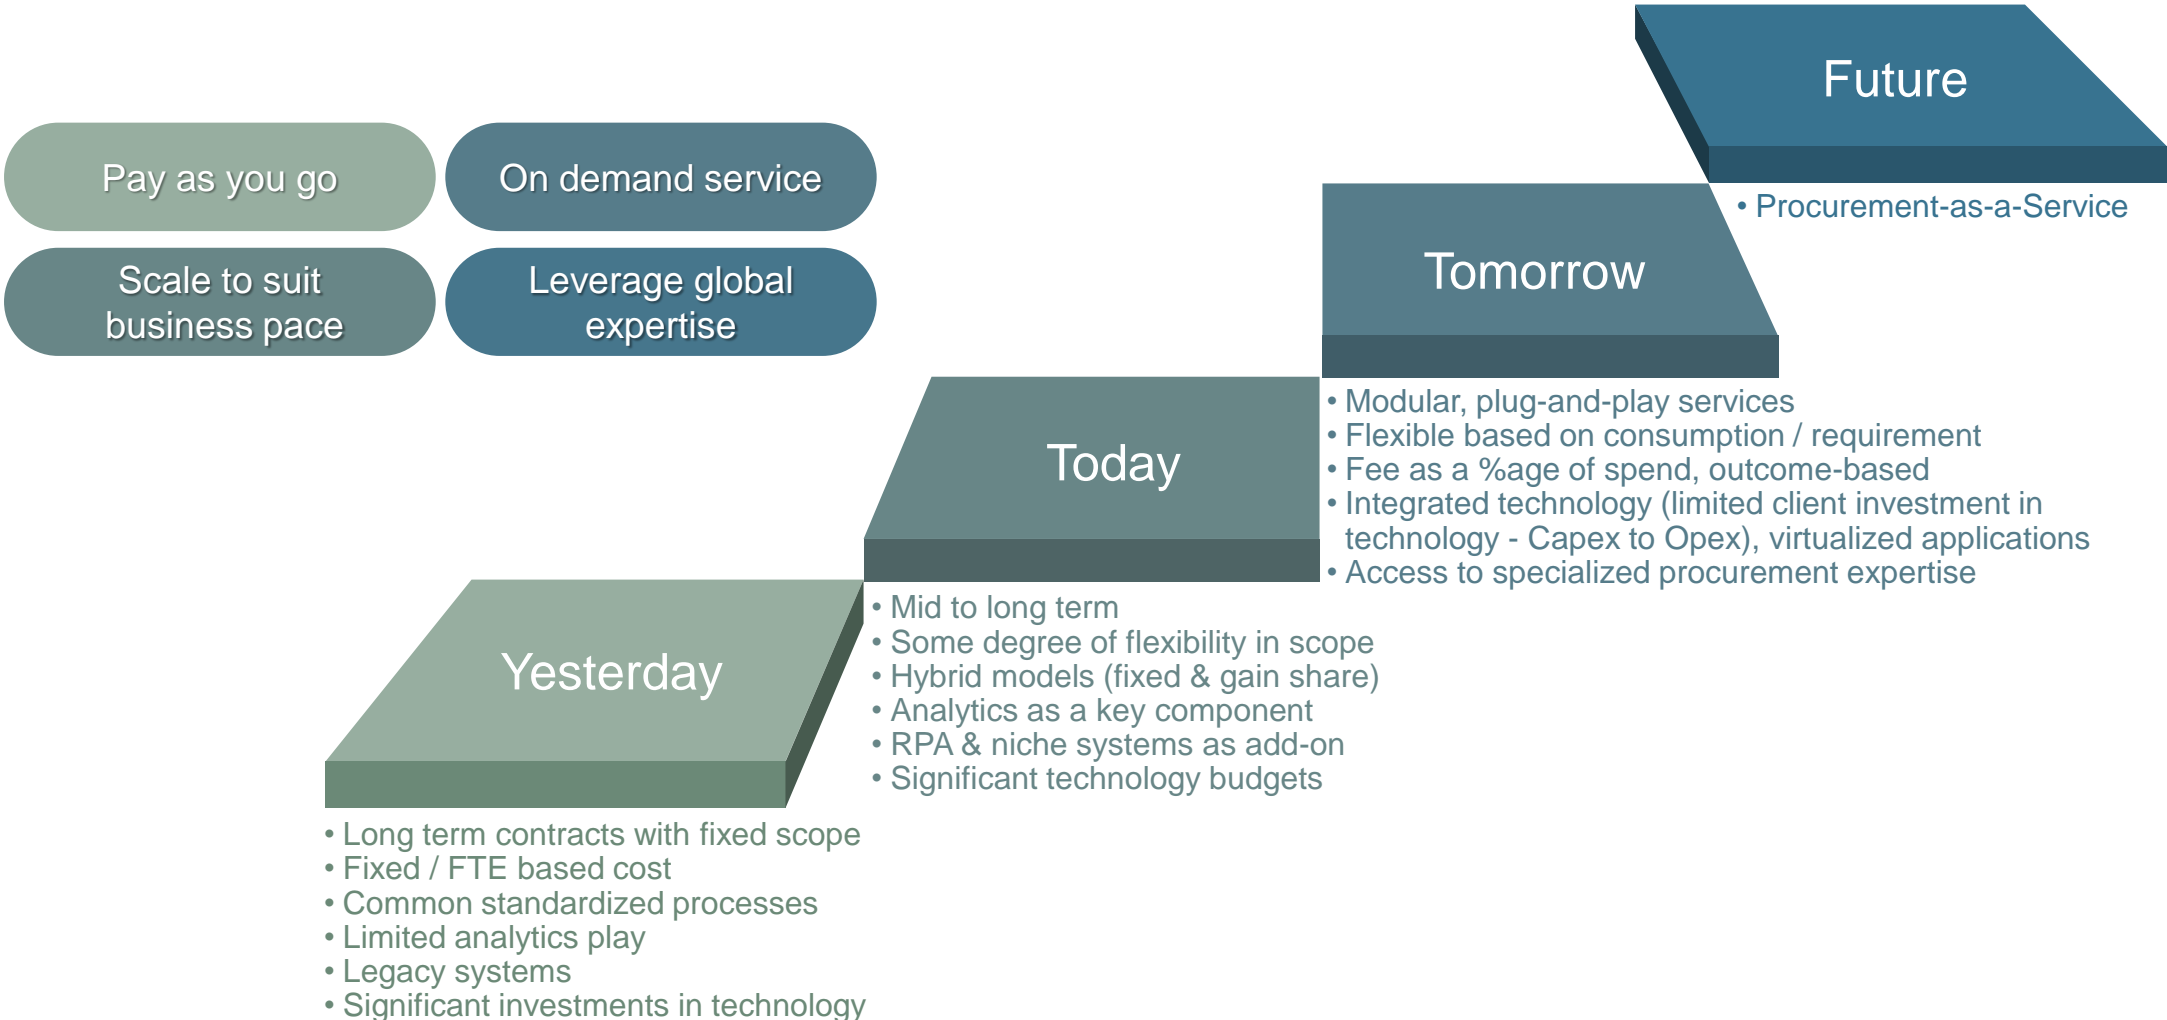 Pay as you go
On demand service
Scale to suit
business pace
Leverage global
expertise
Future
• Procurement-as-a-Service
Tomorrow
• Modular, plug-and-play services
• Flexible based on consumption / requirement
• Fee as a %age of spend, outcome-based
• Integrated technology (limited client investment in
technology - Capex to Opex), virtualized applications
• Access to specialized procurement expertise
Today
• Mid to long term
• Some degree of flexibility in scope
• Hybrid models (fixed & gain share)
• Analytics as a key component
• RPA & niche systems as add-on
• Significant technology budgets
Yesterday
• Long term contracts with fixed scope
• Fixed / FTE based cost
• Common standardized processes
• Limited analytics play
• Legacy systems
• Significant investments in technology